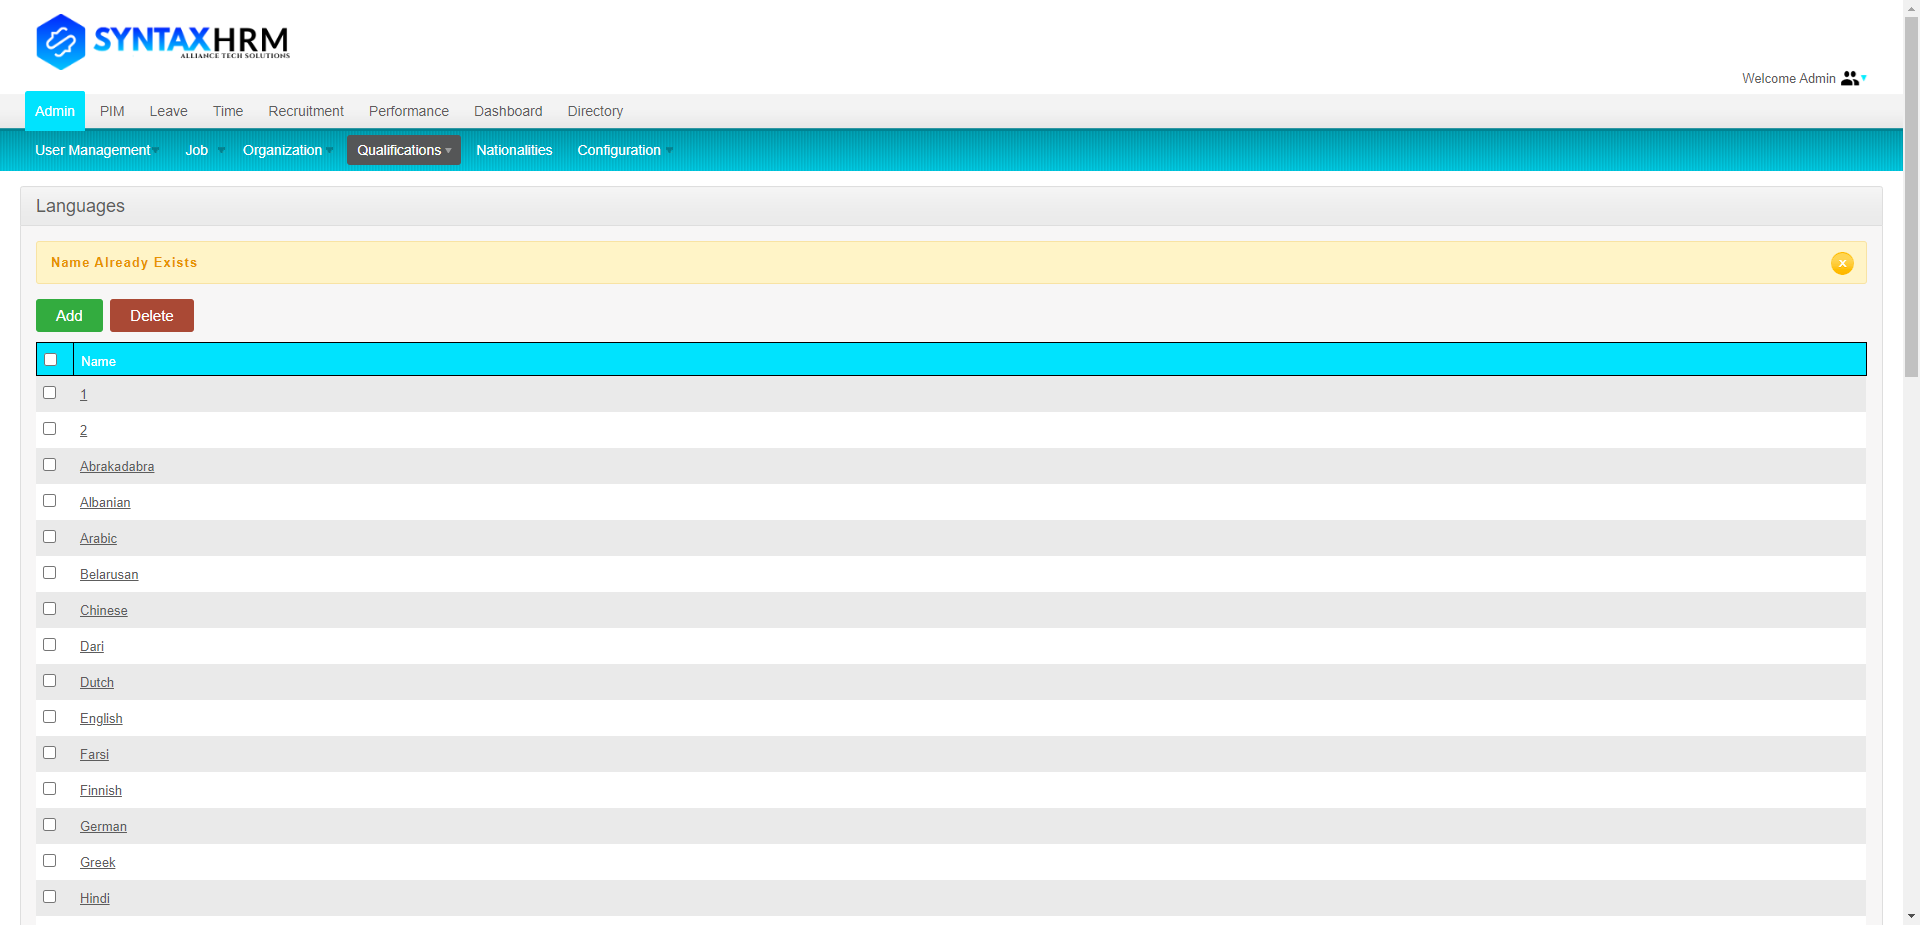 SYNTAXHRM
ALLIANCE TECH SOLUTIONS
Welcome Admin
Admin PIM Leave Time Recruitment Performance Dashboard Directory
User Management Job Organization Qualifications Nationalities Configuration
Languages
Name Already Exists
x
Add Delete
Name
1
2
Abrakadabra
Albanian
Arabic
Belarusan
Chinese
Dari
Dutch
English
Farsi
Finnish
German
Greek
Hindi